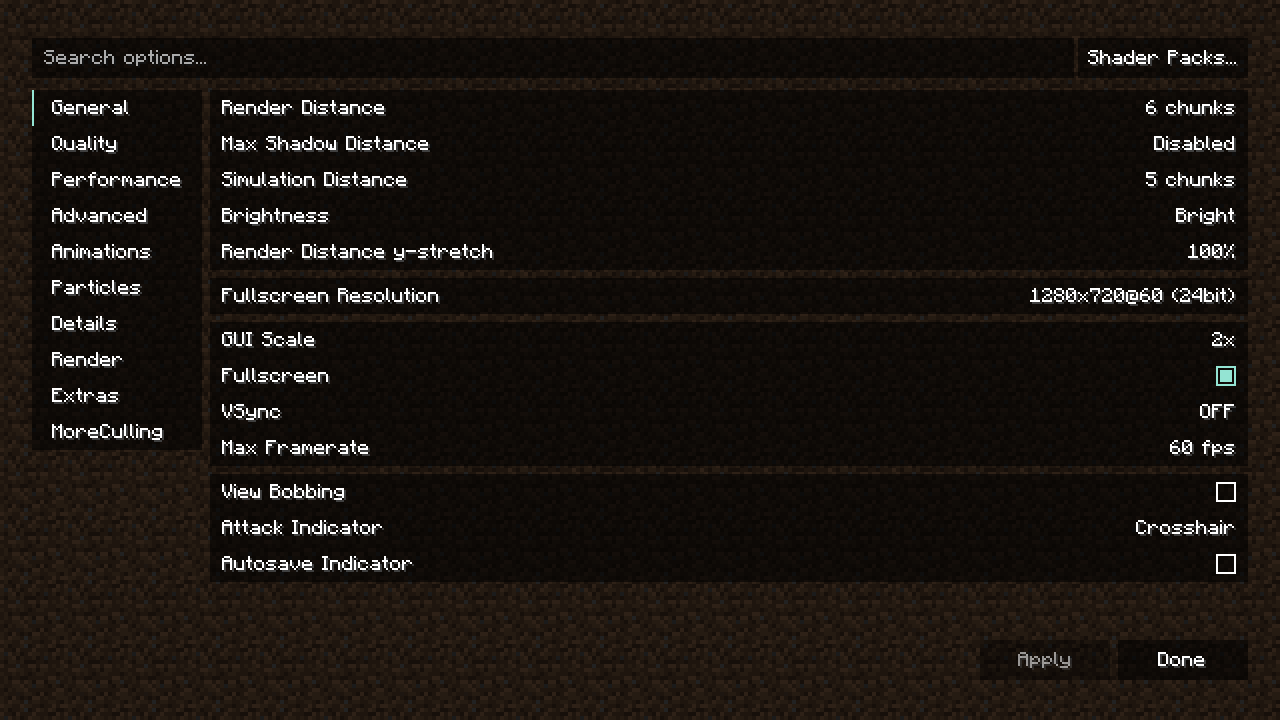 Search options...
Shader Packs...
General
Quality
Performance
Advanced
Animations
Particles
Details
Render
Extras
MoreCulling
Render Distance 6 chunks
Max Shadow Distance Disabled
Simulation Distance 5 chunks
Brightness Bright
Render Distance y-stretch 100%
Fullscreen Resolution 1280x720@60 (24bit)
GUI Scale 2x
Fullscreen
VSync OFF
Max Framerate 60 fps
View Bobbing
Attack Indicator Crosshair
Autosave Indicator
Apply
Done